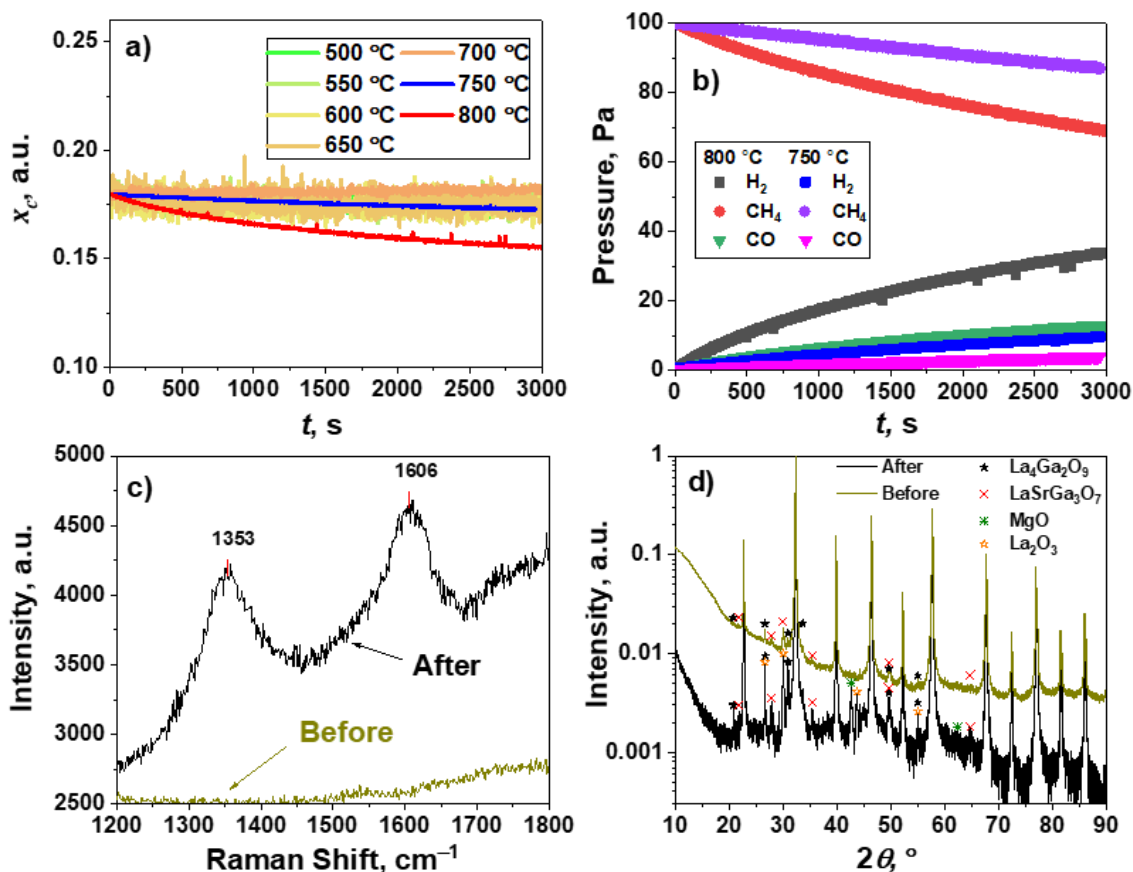 a)
0.25
0.20
0.15
0.10
x_c, a.u.
500 °C
550 °C
600 °C
650 °C
700 °C
750 °C
800 °C
0 500 1000 1500 2000 2500 3000
t, s
b)
100
80
60
40
20
0
Pressure, Pa
800 °C 750 °C
H₂ H₂
CH₄ CH₄
CO CO
0 500 1000 1500 2000 2500 3000
t, s
c)
5000
4500
4000
3500
3000
2500
Intensity, a.u.
1353
1606
After
Before
1200 1300 1400 1500 1600 1700 1800
Raman Shift, cm⁻¹
d)
1
0.1
0.01
0.001
Intensity, a.u.
After
Before
La₄Ga₂O₉
LaSrGa₃O₇
MgO
La₂O₃
10 20 30 40 50 60 70 80 90
2θ, °